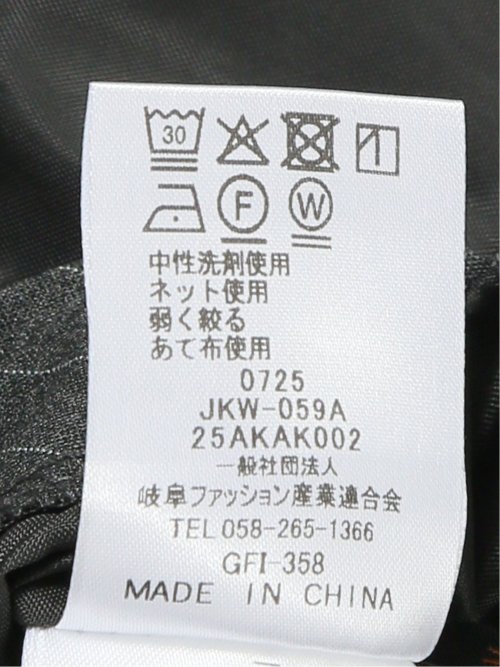 30
F W
中性洗剤使用
ネット使用
弱く絞る
あて布使用
0725
JKW-059A
25AKAK002
一般社団法人
岐阜ファッション産業連合会
TEL 058-265-1366
GFI-358
MADE IN CHINA